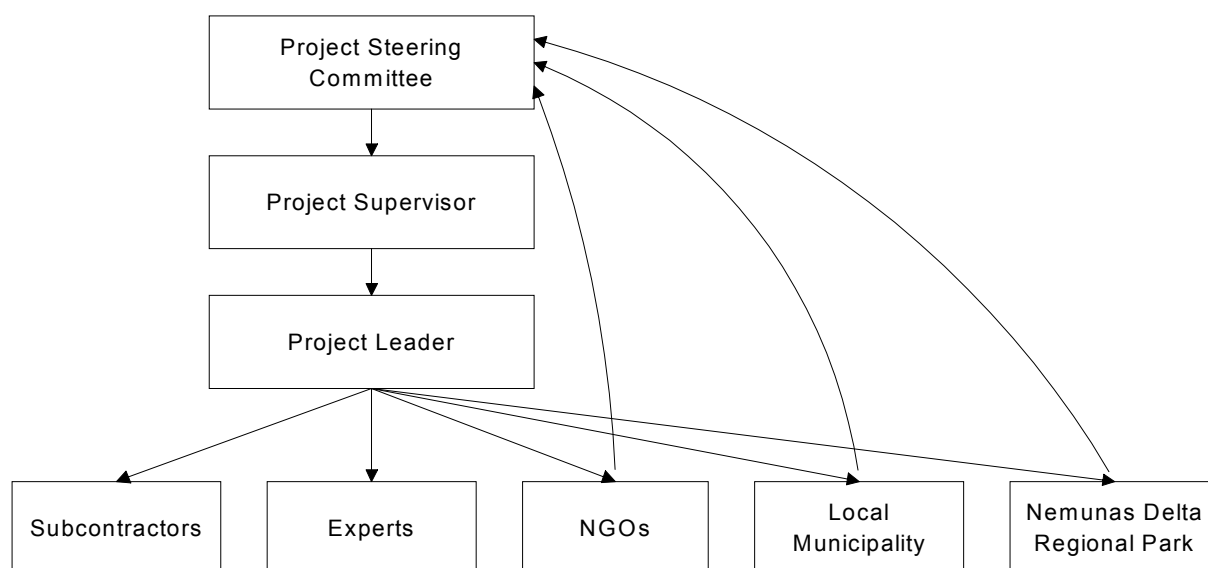 Project Steering
Committee
Project Supervisor
Project Leader
Subcontractors
Experts
NGOs
Local
Municipality
Nemunas Delta
Regional Park